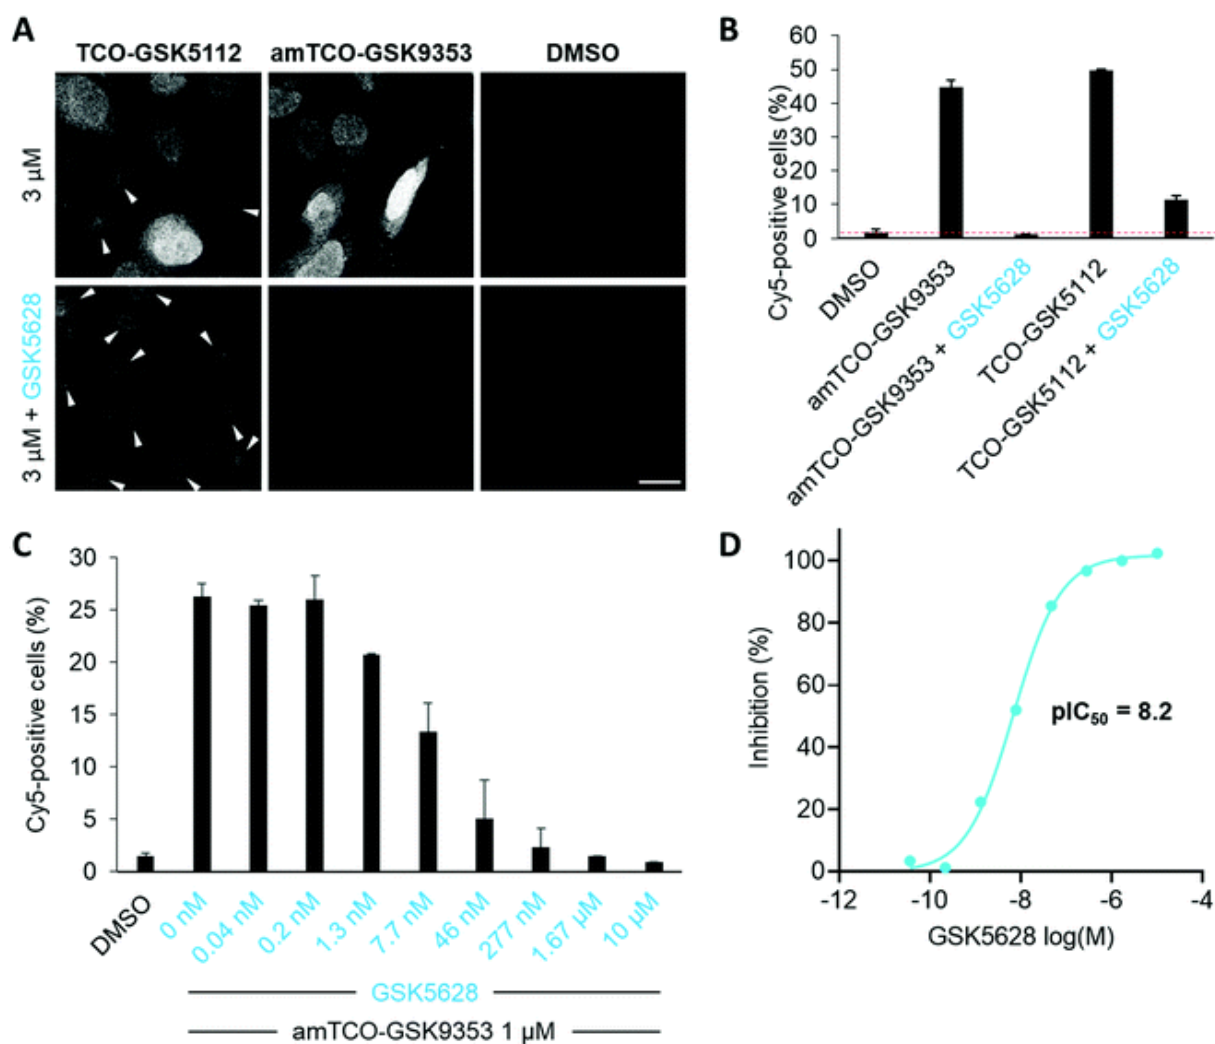 A
TCO-GSK5112 amTCO-GSK9353 DMSO
3 µM
3 µM + GSK5628
B
Cy5-positive cells (%)
60
50
40
30
20
10
0
DMSO
amTCO-GSK9353
amTCO-GSK9353 + GSK5628
TCO-GSK5112
TCO-GSK5112 + GSK5628
C
Cy5-positive cells (%)
30
25
20
15
10
5
0
DMSO
0 nM
0.04 nM
0.2 nM
1.3 nM
7.7 nM
46 nM
277 nM
1.67 µM
10 µM
GSK5628
amTCO-GSK9353 1 µM
D
Inhibition (%)
100
80
60
40
20
0
pIC₅₀ = 8.2
-12 -10 -8 -6 -4
GSK5628 log(M)